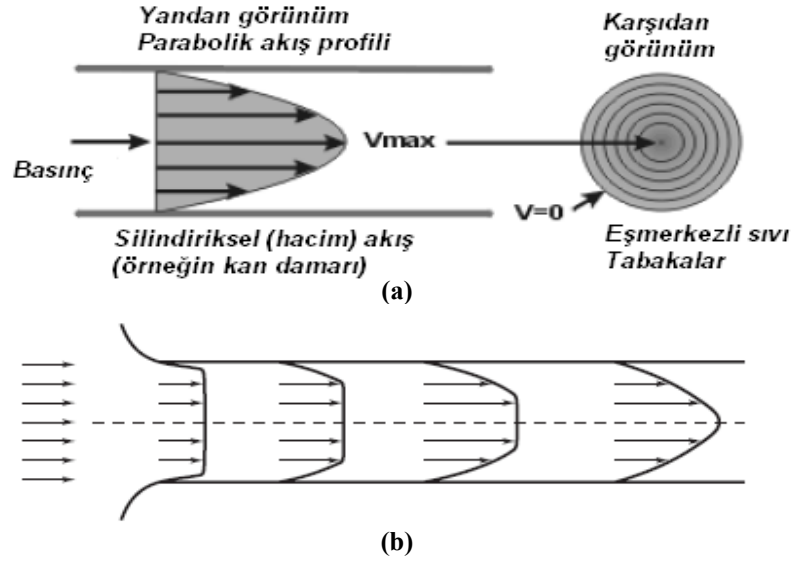 Yandan görünüm
Parabolik akış profili
Karşıdan
görünüm
Vmax
Basınç
V=0
Silindiriksel (hacim) akış
(örneğin kan damarı)
Eşmerkezli sıvı
Tabakalar
(a)
(b)